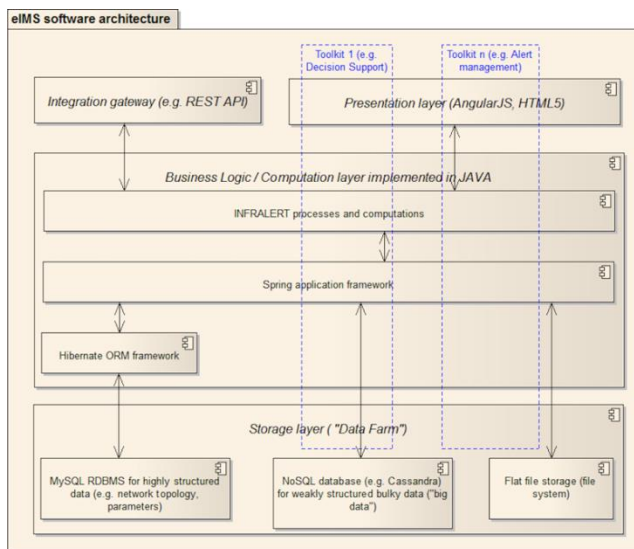 eIMS software architecture
Toolkit 1 (e.g.
Decision Support)
Toolkit n (e.g. Alert
management)
Integration gateway (e.g. REST API)
Presentation layer (AngularJS, HTML5)
Business Logic / Computation layer implemented in JAVA
INFRALERT processes and computations
Spring application framework
Hibernate ORM framework
Storage layer ( "Data Farm")
MySQL RDBMS for highly structured
data (e.g. network topology,
parameters)
NoSQL database (e.g. Cassandra)
for weakly structured bulky data ("big
data")
Flat file storage (file
system)